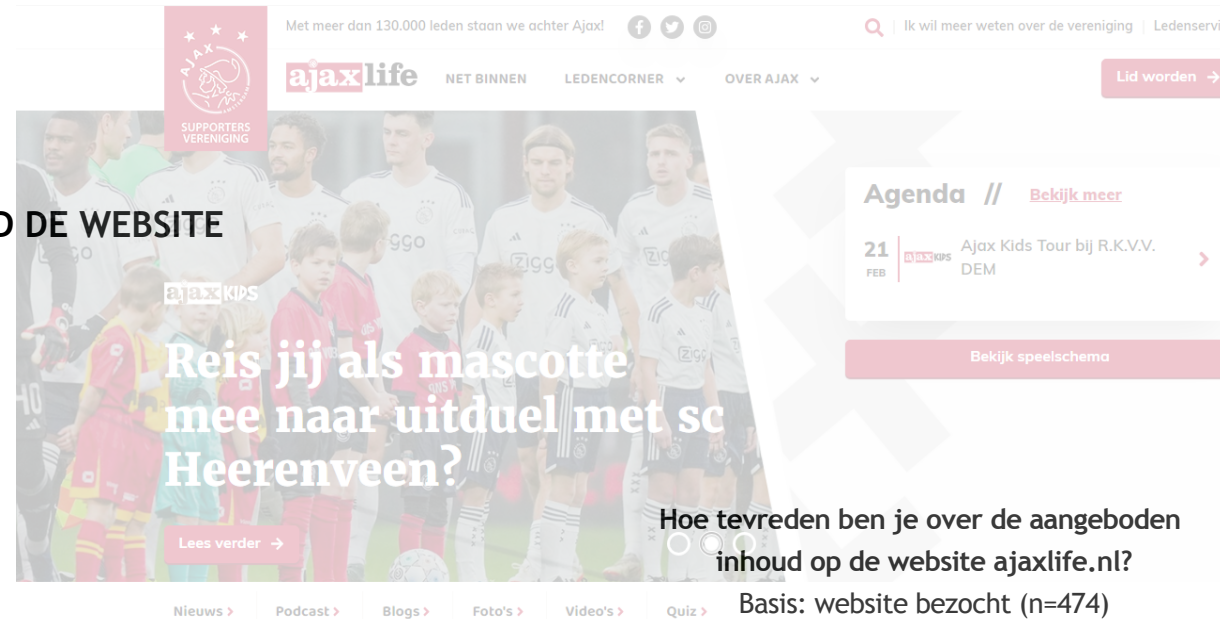 Met meer dan 130.000 leden staan we achter Ajax!
Ik wil meer weten over de vereniging
AJAX
SUPPORTERS
VERENIGING
ajaxlife
NET BINNEN
LEDENCORNER
OVER AJAX
Lid worden
Agenda //
Bekijk meer
21
FEB
ajax KIDS
Ajax Kids Tour bij R.K.V.V.
DEM
DE WEBSITE
Bekijk speelschema
ajax KIDS
Reis jij als mascotte
mee naar uitduel met sc
Heerenveen?
Lees verder
Hoe tevreden ben je over de aangeboden
inhoud op de website ajaxlife.nl?
Basis: website bezocht (n=474)
Nieuws
Podcast
Blogs
Foto's
Video's
Quiz